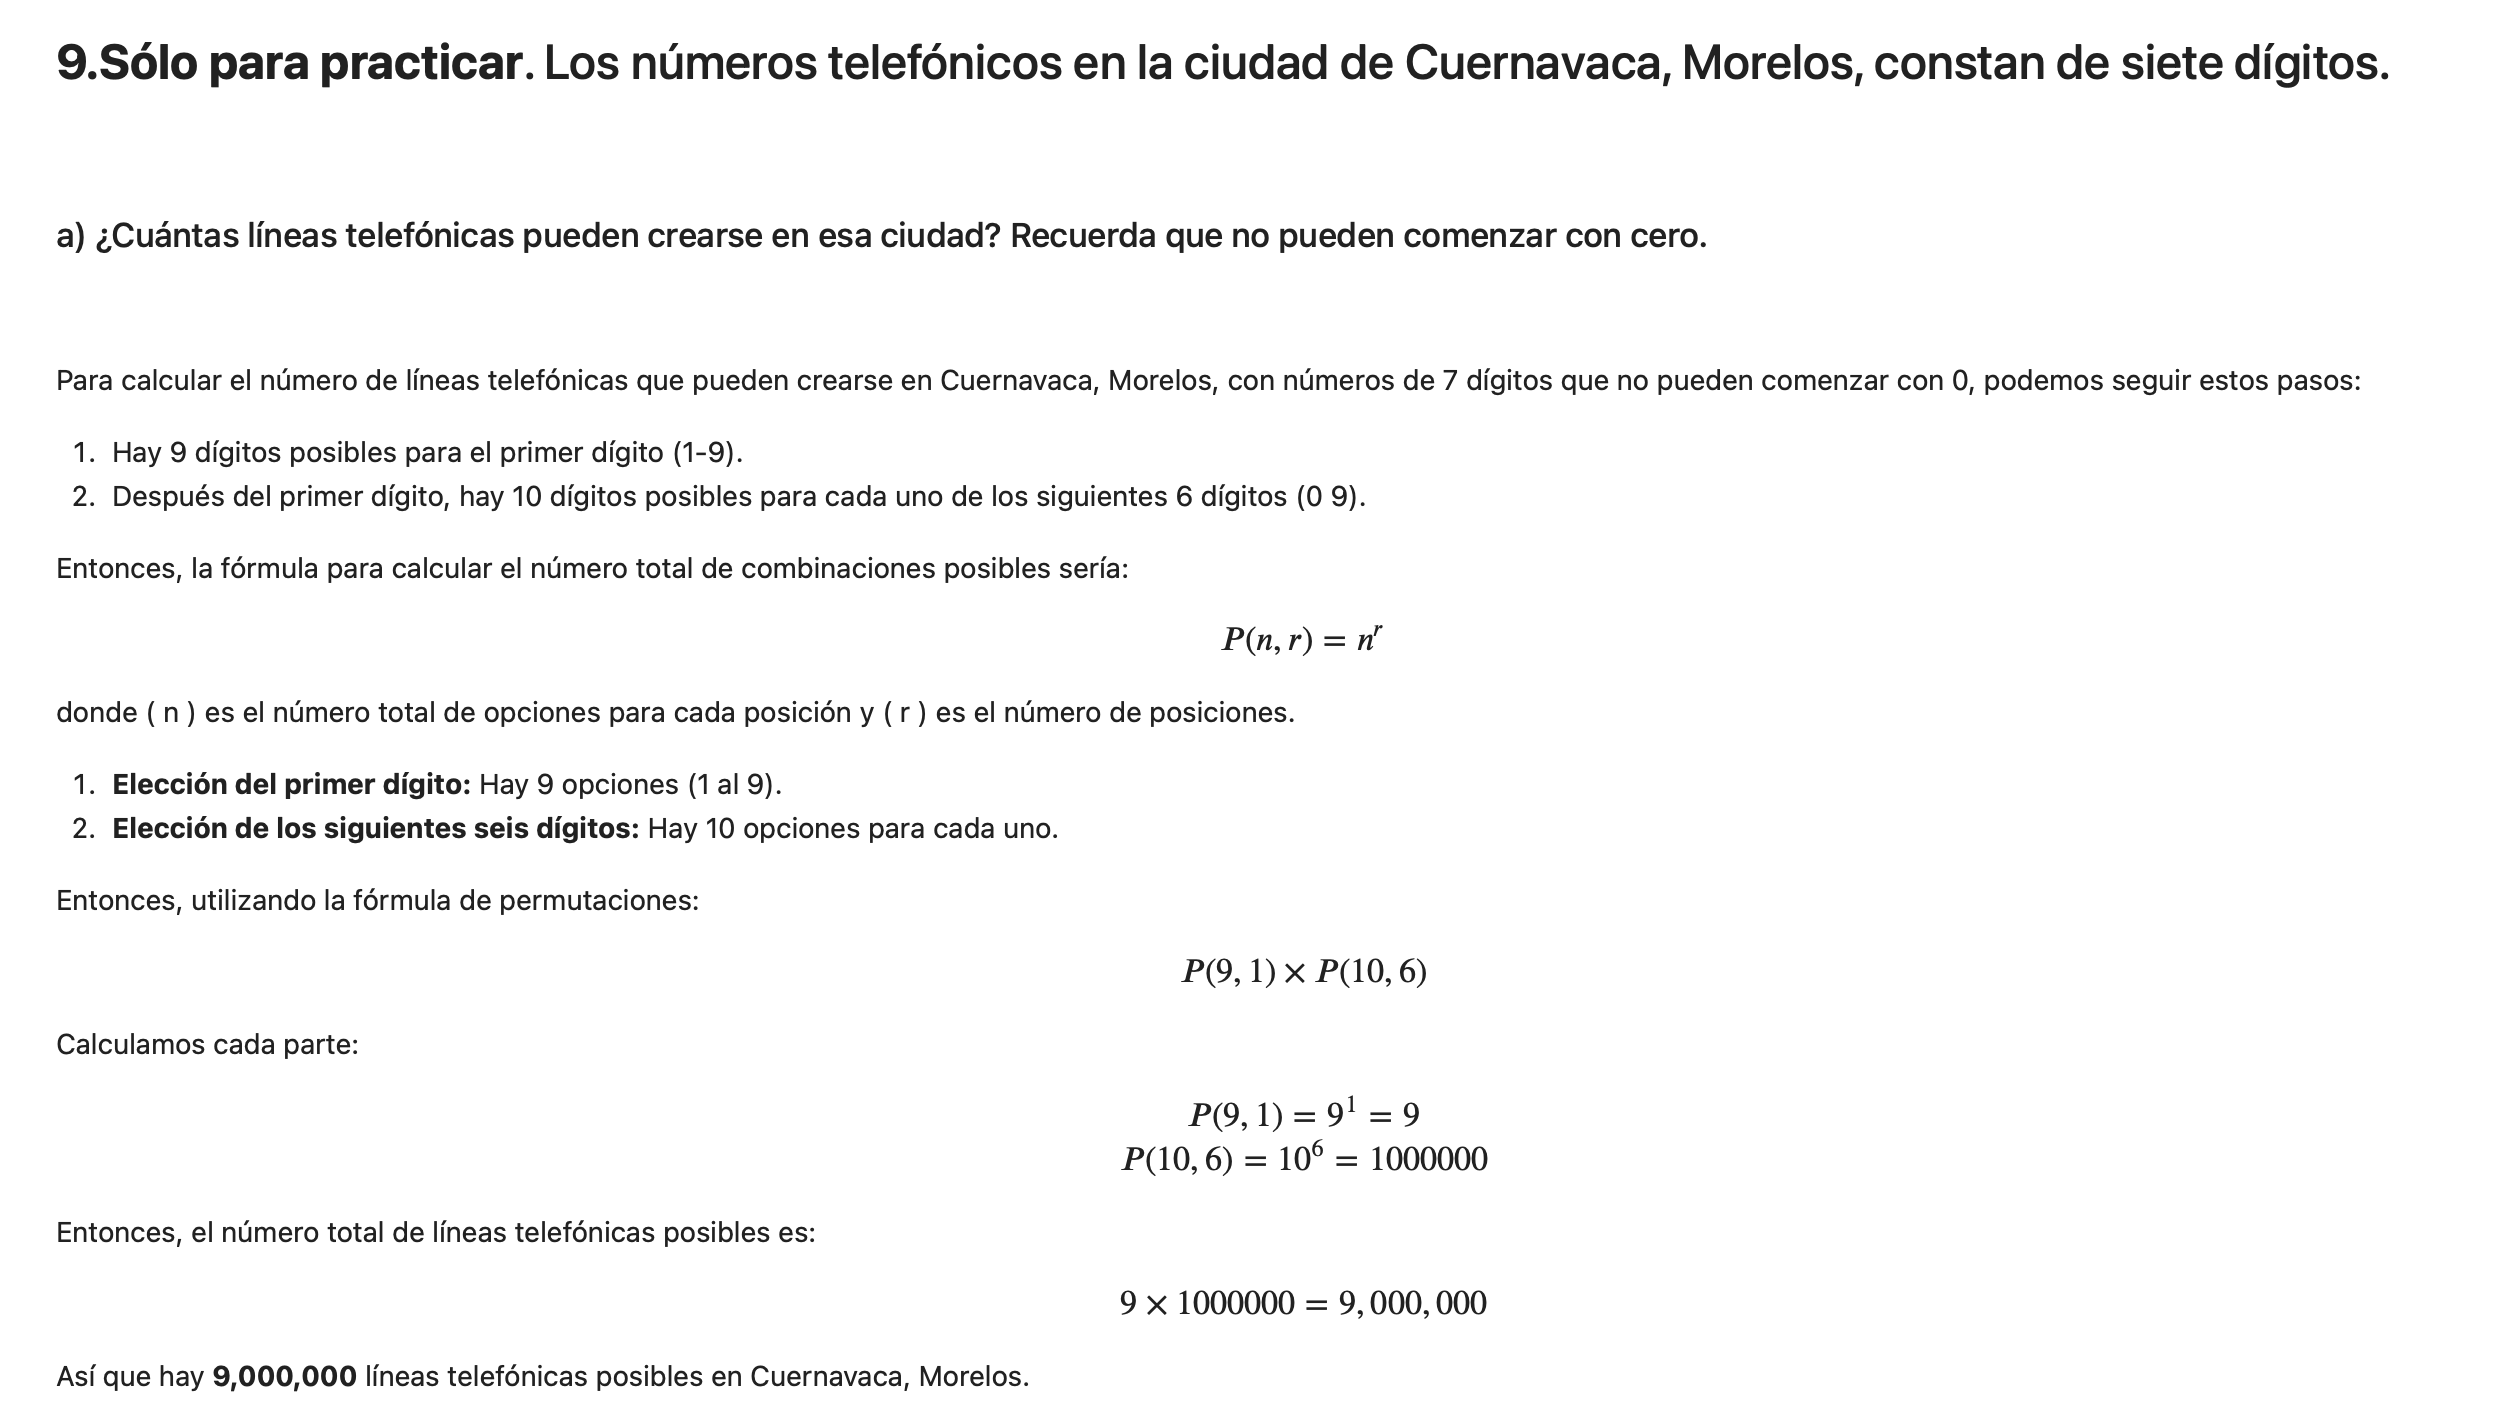 9.Sólo para practicar. Los números telefónicos en la ciudad de Cuernavaca, Morelos, constan de siete dígitos.
a) ¿Cuántas líneas telefónicas pueden crearse en esa ciudad? Recuerda que no pueden comenzar con cero.
Para calcular el número de líneas telefónicas que pueden crearse en Cuernavaca, Morelos, con números de 7 dígitos que no pueden comenzar con 0, podemos seguir estos pasos:
1. Hay 9 dígitos posibles para el primer dígito (1-9).
2. Después del primer dígito, hay 10 dígitos posibles para cada uno de los siguientes 6 dígitos (0 9).
Entonces, la fórmula para calcular el número total de combinaciones posibles sería:
P(n, r) = n^r
donde ( n ) es el número total de opciones para cada posición y ( r ) es el número de posiciones.
1. Elección del primer dígito: Hay 9 opciones (1 al 9).
2. Elección de los siguientes seis dígitos: Hay 10 opciones para cada uno.
Entonces, utilizando la fórmula de permutaciones:
P(9, 1) × P(10, 6)
Calculamos cada parte:
P(9, 1) = 9^1 = 9
P(10, 6) = 10^6 = 1000000
Entonces, el número total de líneas telefónicas posibles es:
9 × 1000000 = 9, 000, 000
Así que hay 9,000,000 líneas telefónicas posibles en Cuernavaca, Morelos.